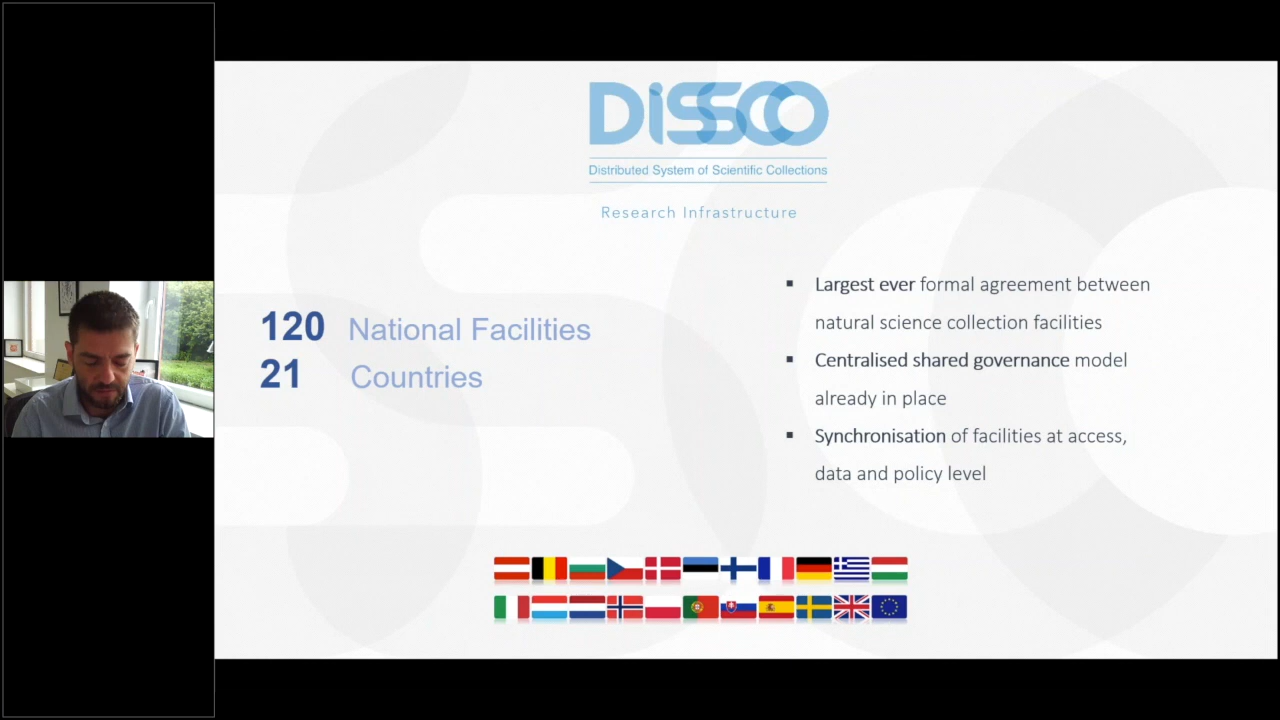 DiSSCo
Distributed System of Scientific Collections
Research Infrastructure
120 National Facilities
21 Countries
▪ Largest ever formal agreement between
natural science collection facilities
▪ Centralised shared governance model
already in place
▪ Synchronisation of facilities at access,
data and policy level